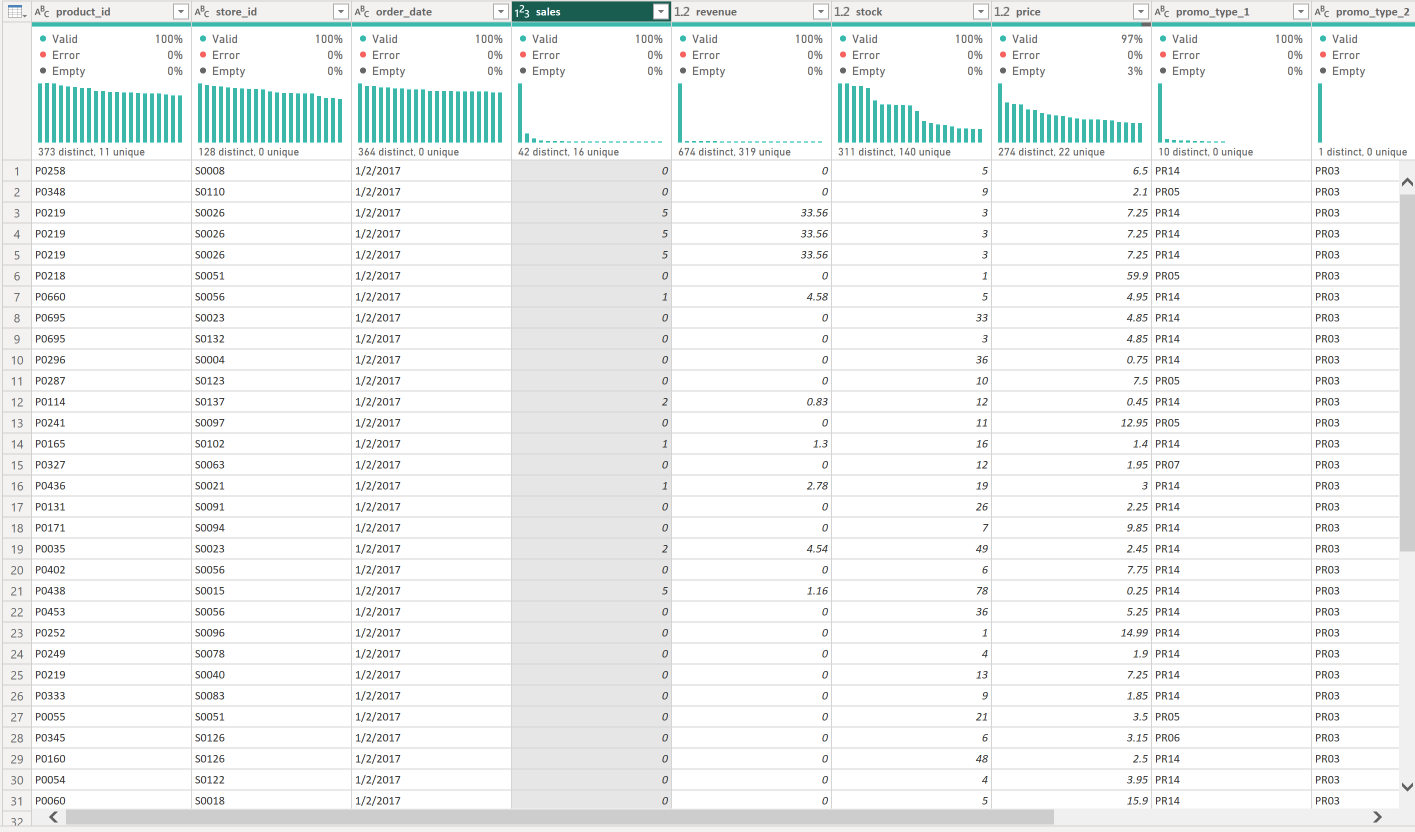 ABC product_id ABC store_id ABC order_date 123 sales 1.2 revenue 1.2 stock 1.2 price ABC promo_type_1 ABC promo_type_2
Valid 100% Valid 100% Valid 100% Valid 100% Valid 100% Valid 100% Valid 97% Valid 100% Valid
Error 0% Error 0% Error 0% Error 0% Error 0% Error 0% Error 0% Error 0% Error
Empty 0% Empty 0% Empty 0% Empty 0% Empty 0% Empty 0% Empty 3% Empty 0% Empty
373 distinct, 11 unique 128 distinct, 0 unique 364 distinct, 0 unique 42 distinct, 16 unique 674 distinct, 319 unique 311 distinct, 140 unique 274 distinct, 22 unique 10 distinct, 0 unique 1 distinct, 0 unique
1 P0258 S0008 1/2/2017 0 0 5 6.5 PR14 PR03
2 P0348 S0110 1/2/2017 0 0 9 2.1 PR05 PR03
3 P0219 S0026 1/2/2017 5 33.56 3 7.25 PR14 PR03
4 P0219 S0026 1/2/2017 5 33.56 3 7.25 PR14 PR03
5 P0219 S0026 1/2/2017 5 33.56 3 7.25 PR14 PR03
6 P0218 S0051 1/2/2017 0 0 1 59.9 PR05 PR03
7 P0660 S0056 1/2/2017 1 4.58 5 4.95 PR14 PR03
8 P0695 S0023 1/2/2017 0 0 33 4.85 PR14 PR03
9 P0695 S0132 1/2/2017 0 0 3 4.85 PR14 PR03
10 P0296 S0004 1/2/2017 0 0 36 0.75 PR14 PR03
11 P0287 S0123 1/2/2017 0 0 10 7.5 PR05 PR03
12 P0114 S0137 1/2/2017 2 0.83 12 0.45 PR14 PR03
13 P0241 S0097 1/2/2017 0 0 11 12.95 PR05 PR03
14 P0165 S0102 1/2/2017 1 1.3 16 1.4 PR14 PR03
15 P0327 S0063 1/2/2017 0 0 12 1.95 PR07 PR03
16 P0436 S0021 1/2/2017 1 2.78 19 3 PR14 PR03
17 P0131 S0091 1/2/2017 0 0 26 2.25 PR14 PR03
18 P0171 S0094 1/2/2017 0 0 7 9.85 PR14 PR03
19 P0035 S0023 1/2/2017 2 4.54 49 2.45 PR14 PR03
20 P0402 S0056 1/2/2017 0 0 6 7.75 PR14 PR03
21 P0438 S0015 1/2/2017 5 1.16 78 0.25 PR14 PR03
22 P0453 S0056 1/2/2017 0 0 36 5.25 PR14 PR03
23 P0252 S0096 1/2/2017 0 0 1 14.99 PR14 PR03
24 P0249 S0078 1/2/2017 0 0 4 1.9 PR14 PR03
25 P0219 S0040 1/2/2017 0 0 13 7.25 PR14 PR03
26 P0333 S0083 1/2/2017 0 0 9 1.85 PR14 PR03
27 P0055 S0051 1/2/2017 0 0 21 3.5 PR05 PR03
28 P0345 S0126 1/2/2017 0 0 6 3.15 PR06 PR03
29 P0160 S0126 1/2/2017 0 0 48 2.5 PR14 PR03
30 P0054 S0122 1/2/2017 0 0 4 3.95 PR14 PR03
31 P0060 S0018 1/2/2017 0 0 5 15.9 PR14 PR03
32